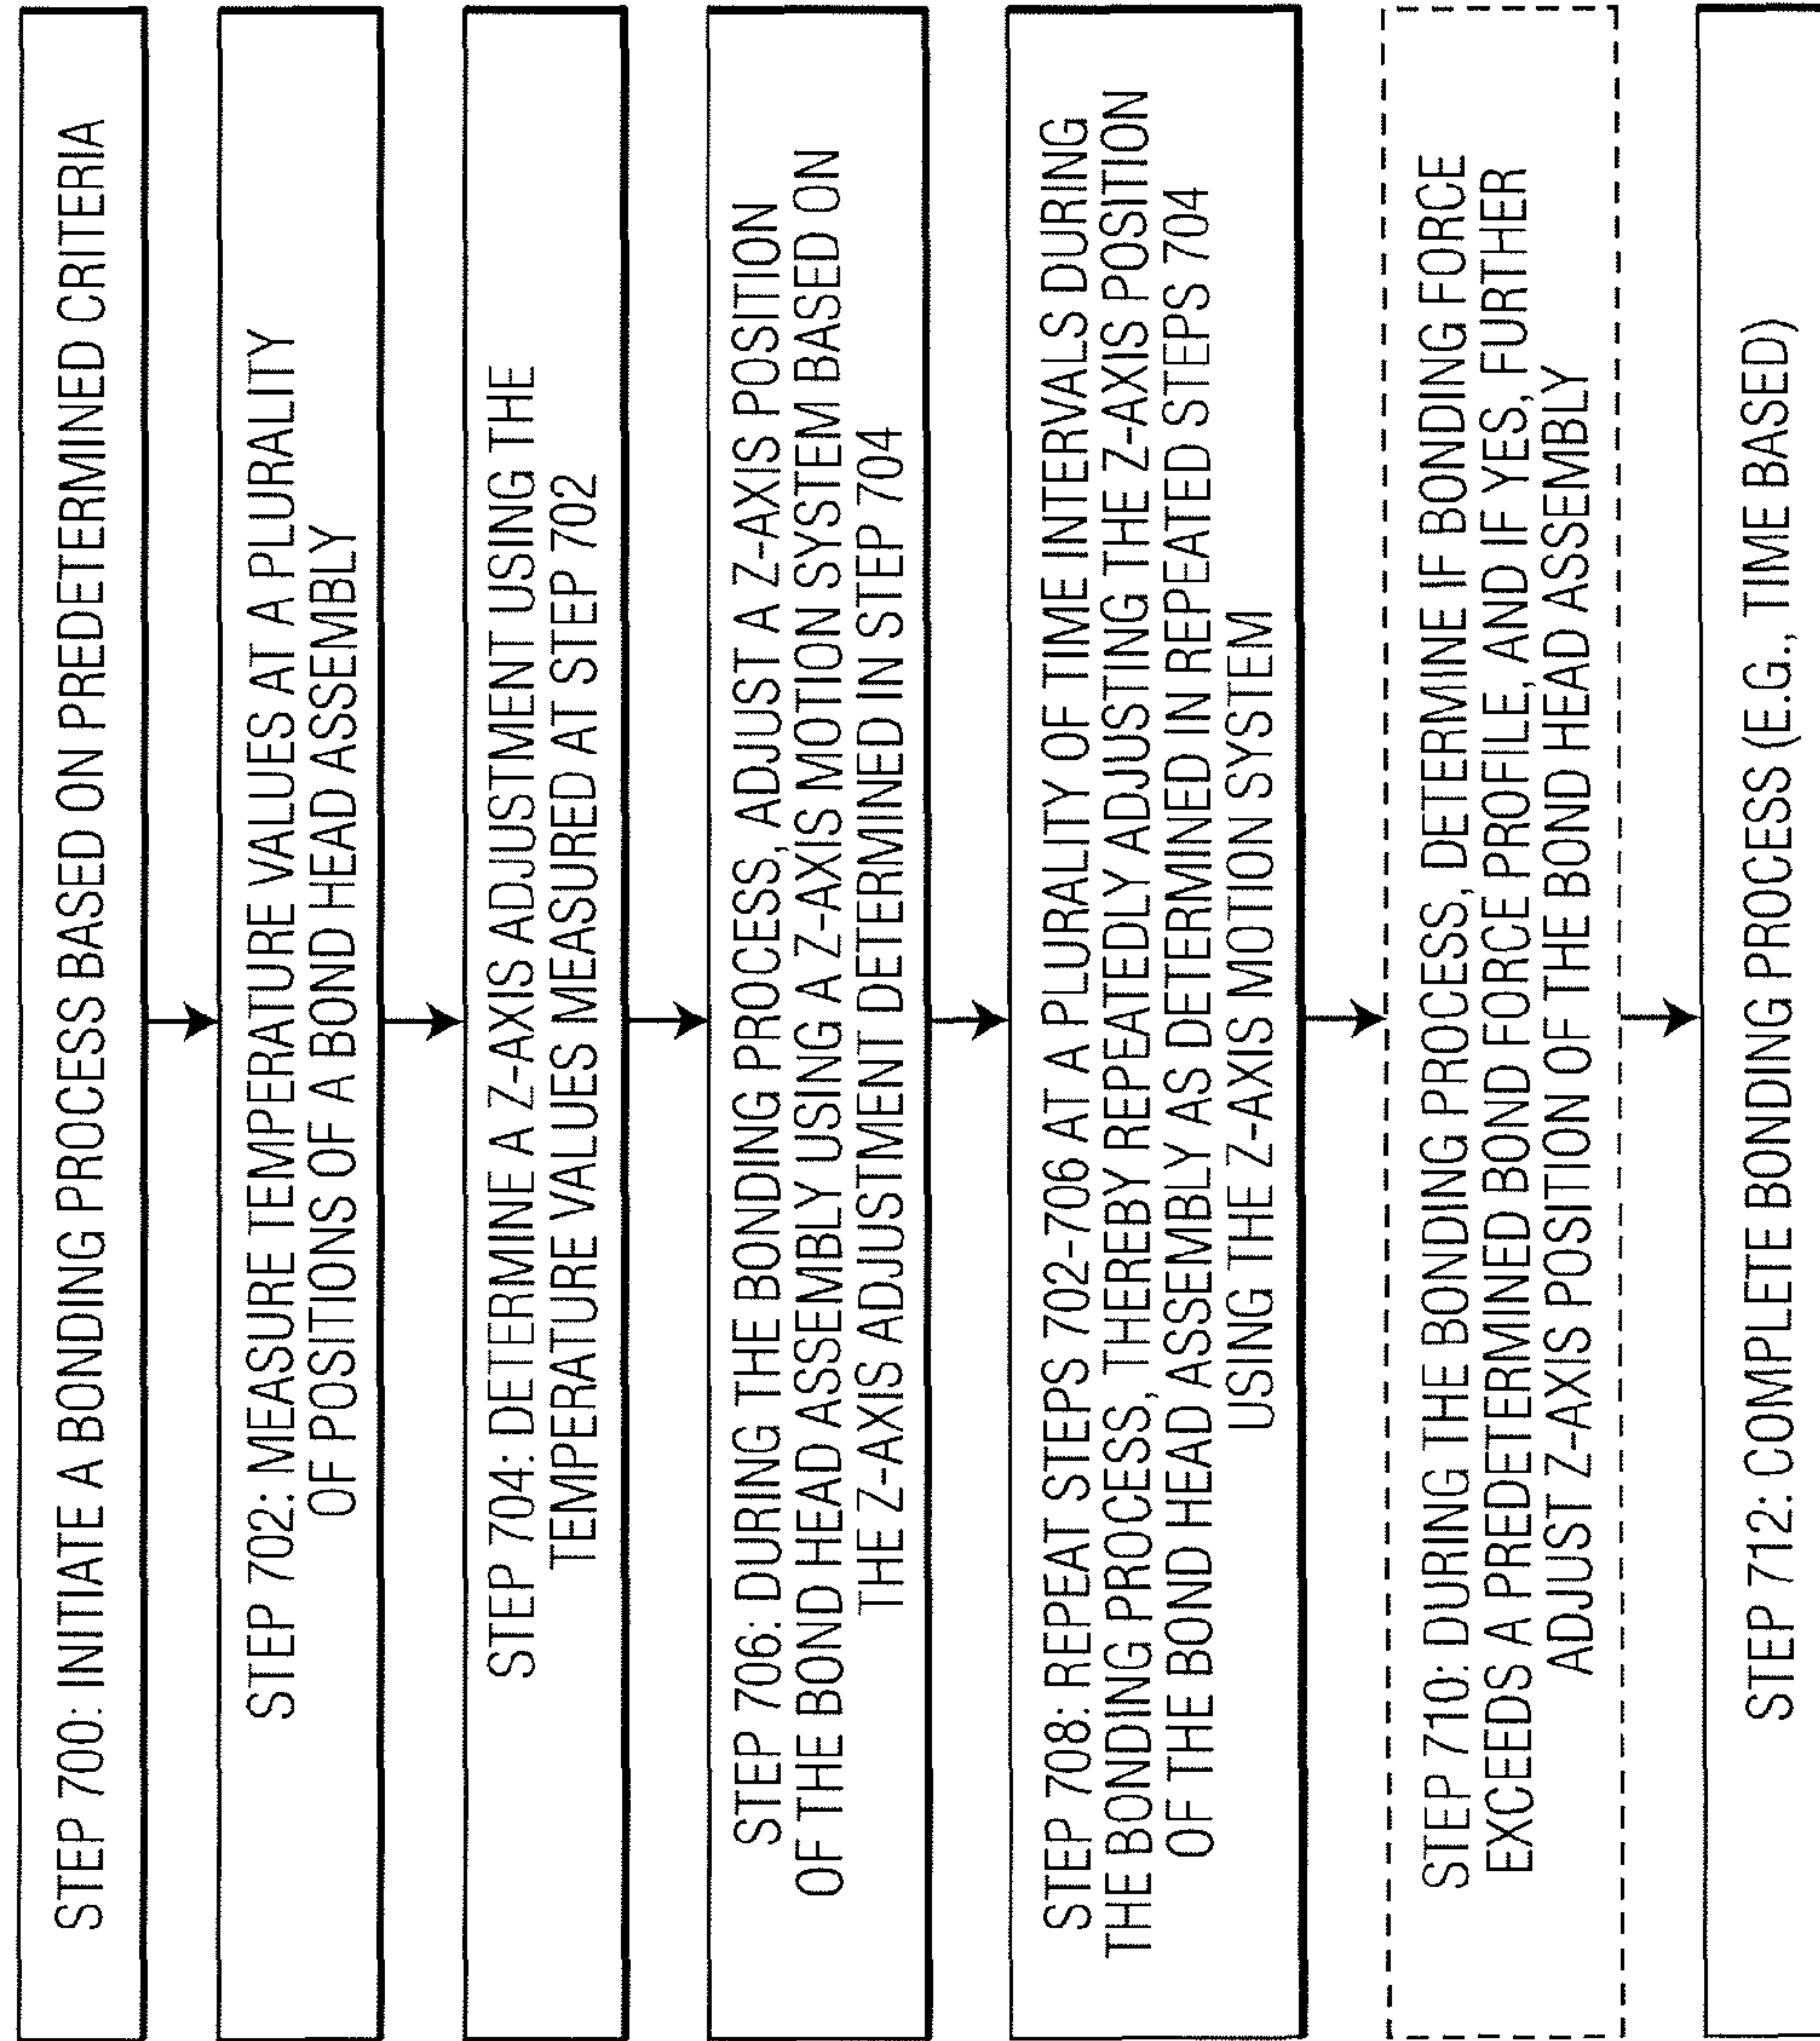 STEP 700: INITIATE A BONDING PROCESS BASED ON PREDETERMINED CRITERIA
STEP 702: MEASURE TEMPERATURE VALUES AT A PLURALITY
OF POSITIONS OF A BOND HEAD ASSEMBLY
STEP 704: DETERMINE A Z-AXIS ADJUSTMENT USING THE
TEMPERATURE VALUES MEASURED AT STEP 702
STEP 706: DURING THE BONDING PROCESS, ADJUST A Z-AXIS POSITION
OF THE BOND HEAD ASSEMBLY USING A Z-AXIS MOTION SYSTEM BASED ON
THE Z-AXIS ADJUSTMENT DETERMINED IN STEP 704
STEP 708: REPEAT STEPS 702-706 AT A PLURALITY OF TIME INTERVALS DURING
THE BONDING PROCESS, THEREBY REPEATEDLY ADJUSTING THE Z-AXIS POSITION
OF THE BOND HEAD ASSEMBLY AS DETERMINED IN REPEATED STEPS 704
USING THE Z-AXIS MOTION SYSTEM
STEP 710: DURING THE BONDING PROCESS, DETERMINE IF BONDING FORCE
EXCEEDS A PREDETERMINED BOND FORCE PROFILE, AND IF YES, FURTHER
ADJUST Z-AXIS POSITION OF THE BOND HEAD ASSEMBLY
STEP 712: COMPLETE BONDING PROCESS (E.G., TIME BASED)